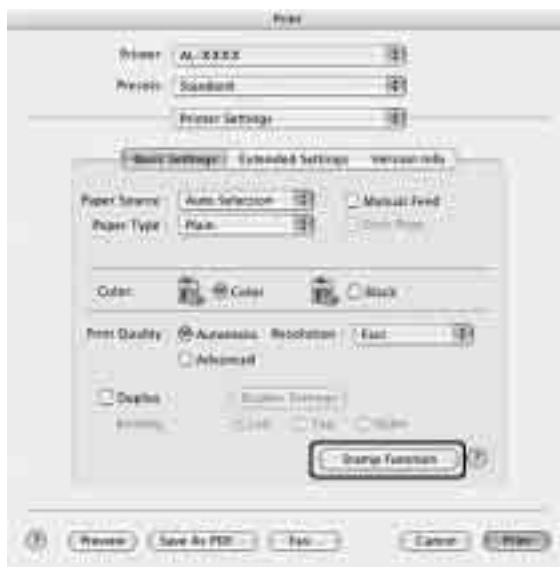 Print
Printer: AL-XXXX
Presets: Standard
Printer Settings
Basic Settings Extended Settings Version Info
Paper Source: Auto Selection Manual Feed
Paper Type: Plain
Color: Color Black
Print Quality: Automatic Resolution: Fast
Advanced
Duplex Duplex Settings
Binding: Left Top Right
Stamp Function ?
? Preview Save As PDF... Fax... Cancel Print